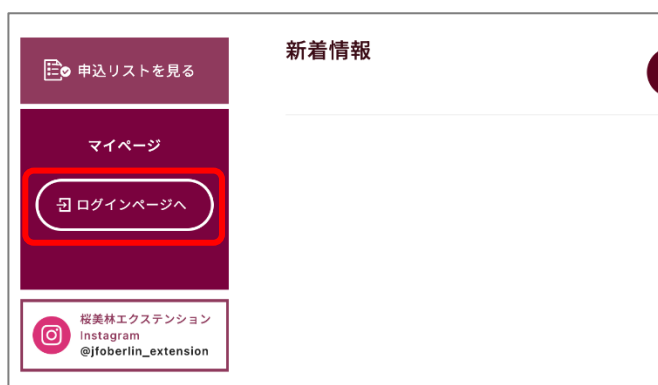 申込リストを見る
新着情報
マイページ
ログインページへ
桜美林エクステンション
Instagram
@jfoberlin_extension